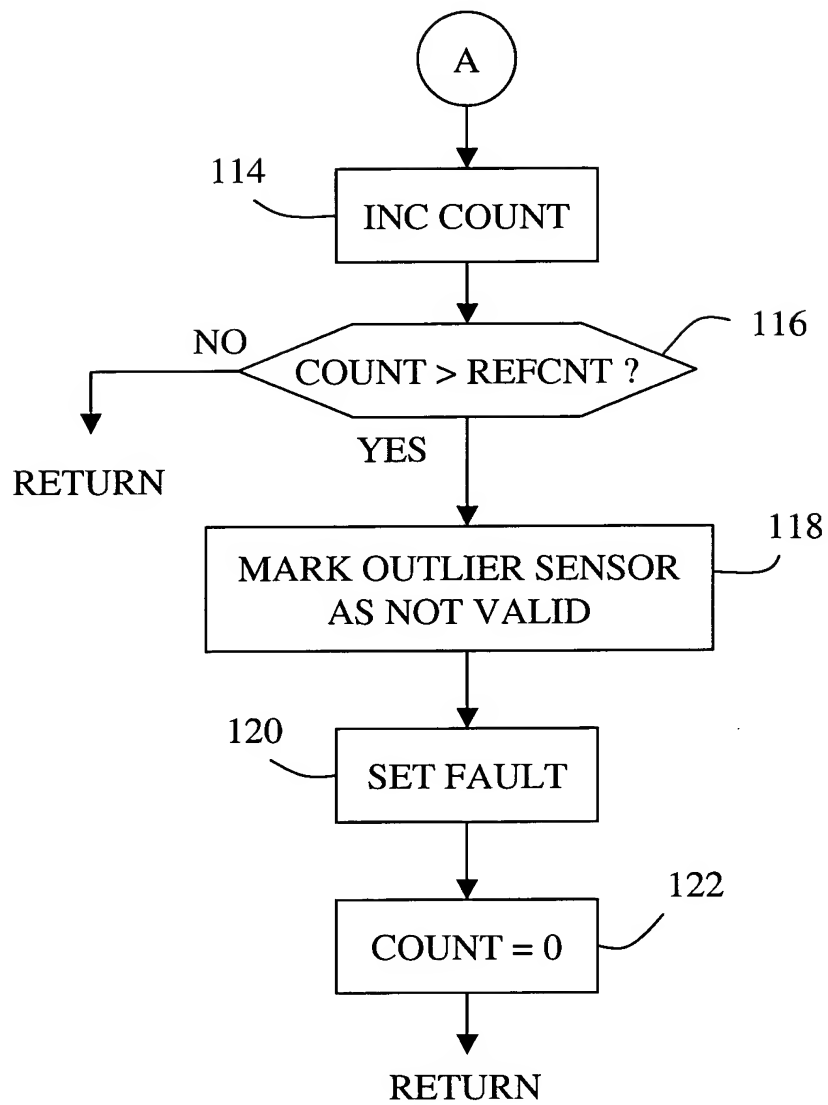 A
114
INC COUNT
116
NO
COUNT > REFCNT ?
YES
RETURN
118
MARK OUTLIER SENSOR
AS NOT VALID
120
SET FAULT
122
COUNT = 0
RETURN